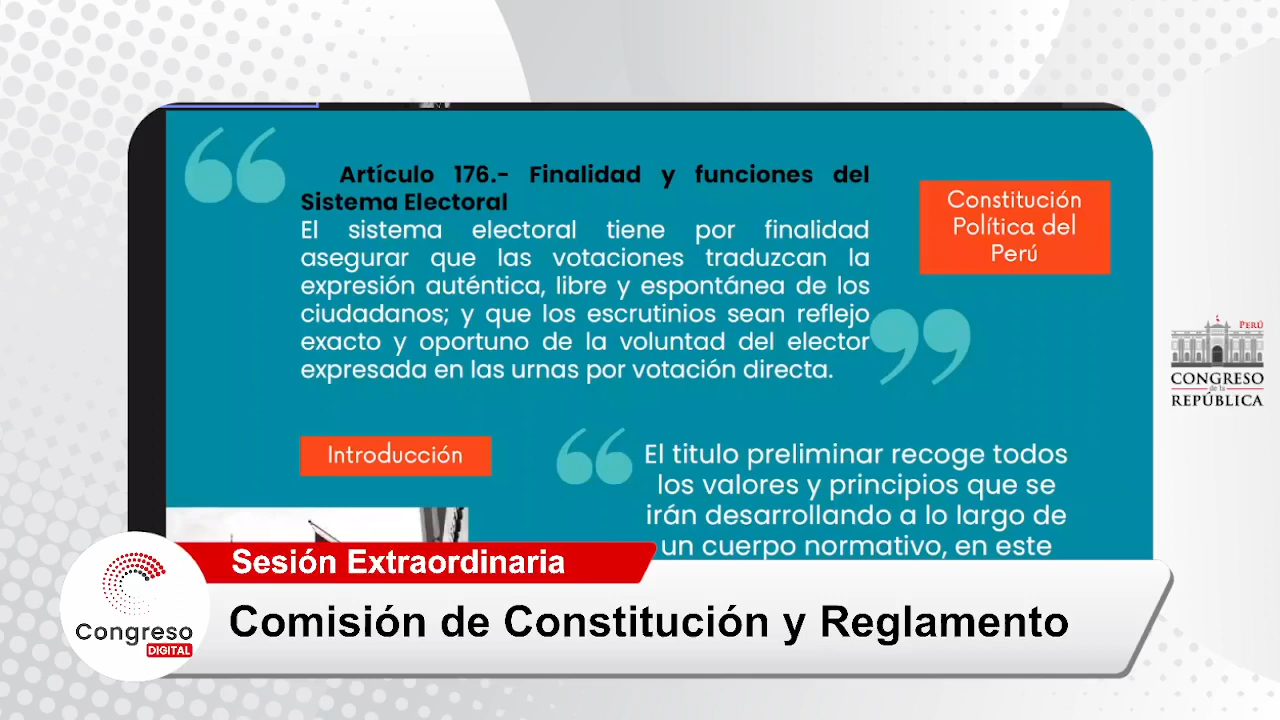 Artículo 176.- Finalidad y funciones del
Sistema Electoral
El sistema electoral tiene por finalidad
asegurar que las votaciones traduzcan la
expresión auténtica, libre y espontánea de los
ciudadanos; y que los escrutinios sean reflejo
exacto y oportuno de la voluntad del elector
expresada en las urnas por votación directa.
Constitución
Política del
Perú
Introducción
El titulo preliminar recoge todos
los valores y principios que se
irán desarrollando a lo largo de
un cuerpo normativo, en este
PERÚ
CONGRESO
de la
REPÚBLICA
Sesión Extraordinaria
Comisión de Constitución y Reglamento
Congreso
DIGITAL